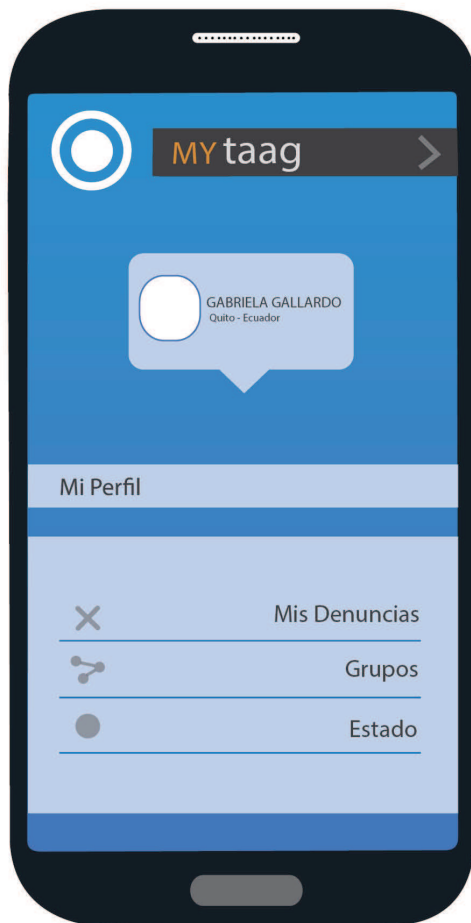 MY taag
GABRIELA GALLARDO
Quito - Ecuador
Mi Perfil
Mis Denuncias
Grupos
Estado